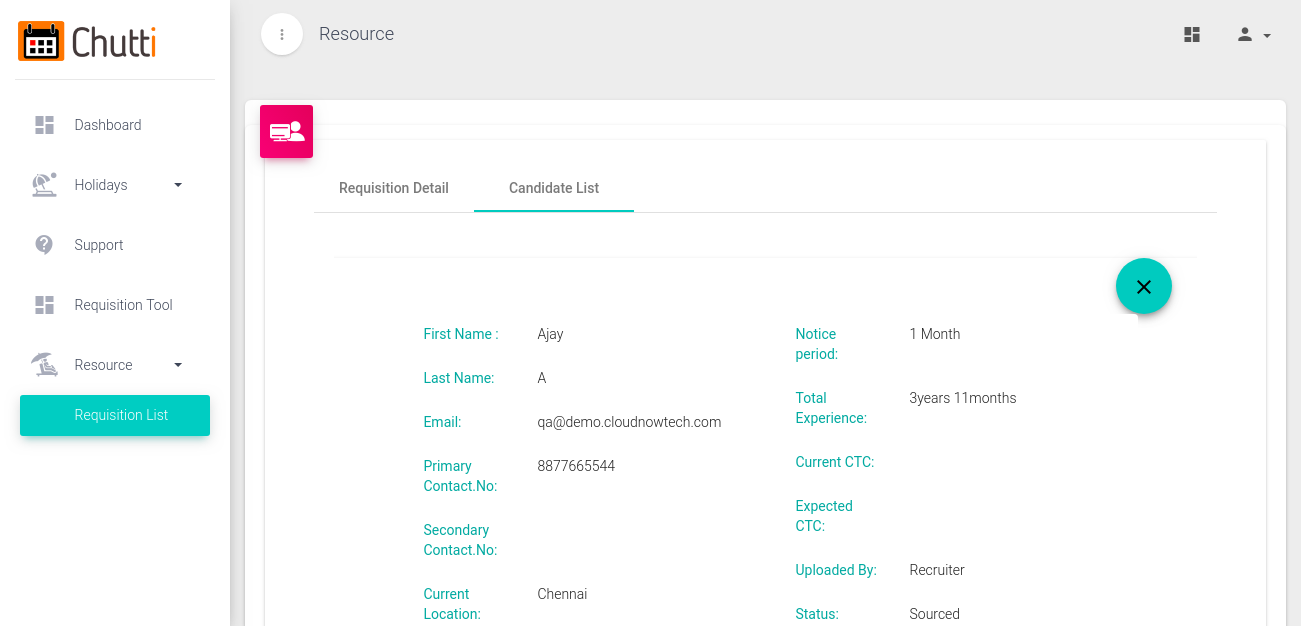 Chutti
Resource
Dashboard
Holidays
Support
Requisition Tool
Resource
Requisition List
Requisition Detail
Candidate List
First Name :
Ajay
Last Name:
A
Email:
qa@demo.cloudnowtech.com
Primary
Contact.No:
8877665544
Secondary
Contact.No:
Current
Location:
Chennai
Notice
period:
1 Month
Total
Experience:
3years 11months
Current CTC:
Expected
CTC:
Uploaded By:
Recruiter
Status:
Sourced